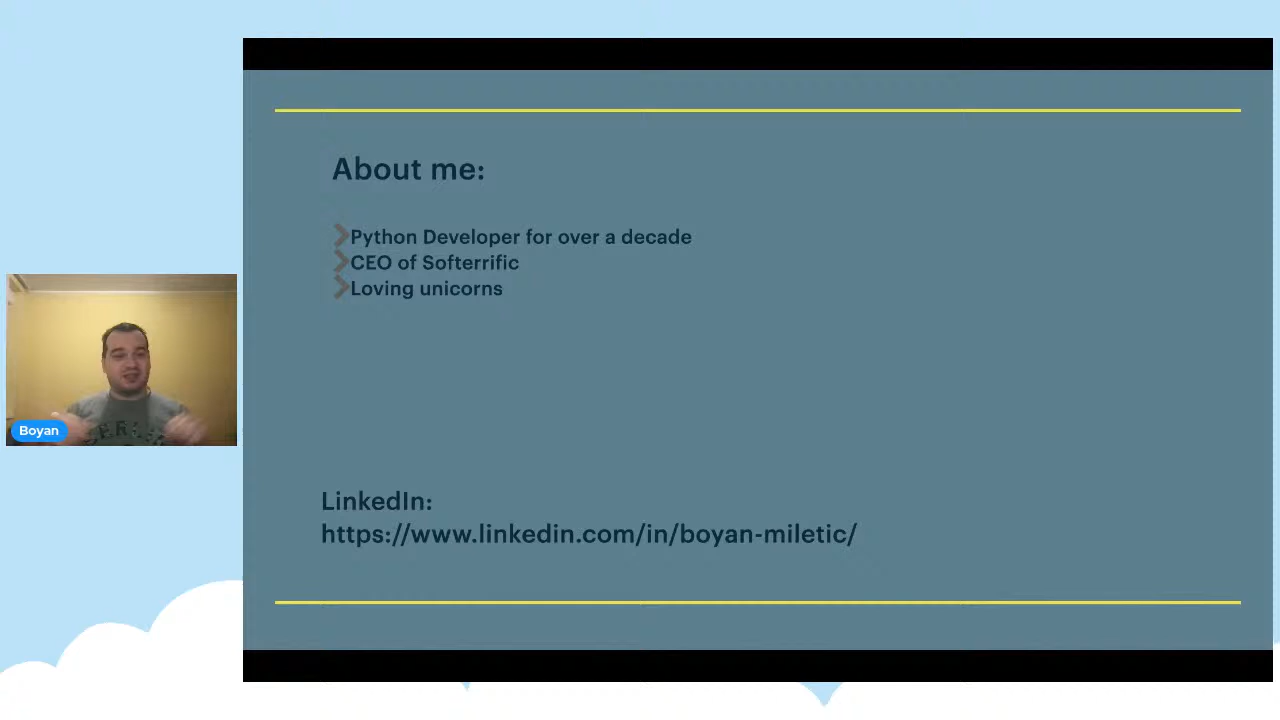 About me:
Python Developer for over a decade
CEO of Softerrific
Loving unicorns
Boyan
LinkedIn:
https://www.linkedin.com/in/boyan-miletic/